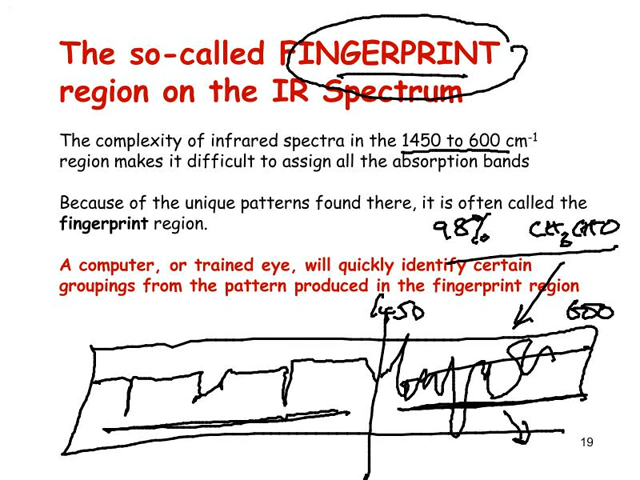 The so-called FINGERPRINT
region on the IR Spectrum
The complexity of infrared spectra in the 1450 to 600 cm-1
region makes it difficult to assign all the absorption bands
Because of the unique patterns found there, it is often called the
fingerprint region.
98% CH3CHO
A computer, or trained eye, will quickly identify certain
groupings from the pattern produced in the fingerprint region
1450 600
19